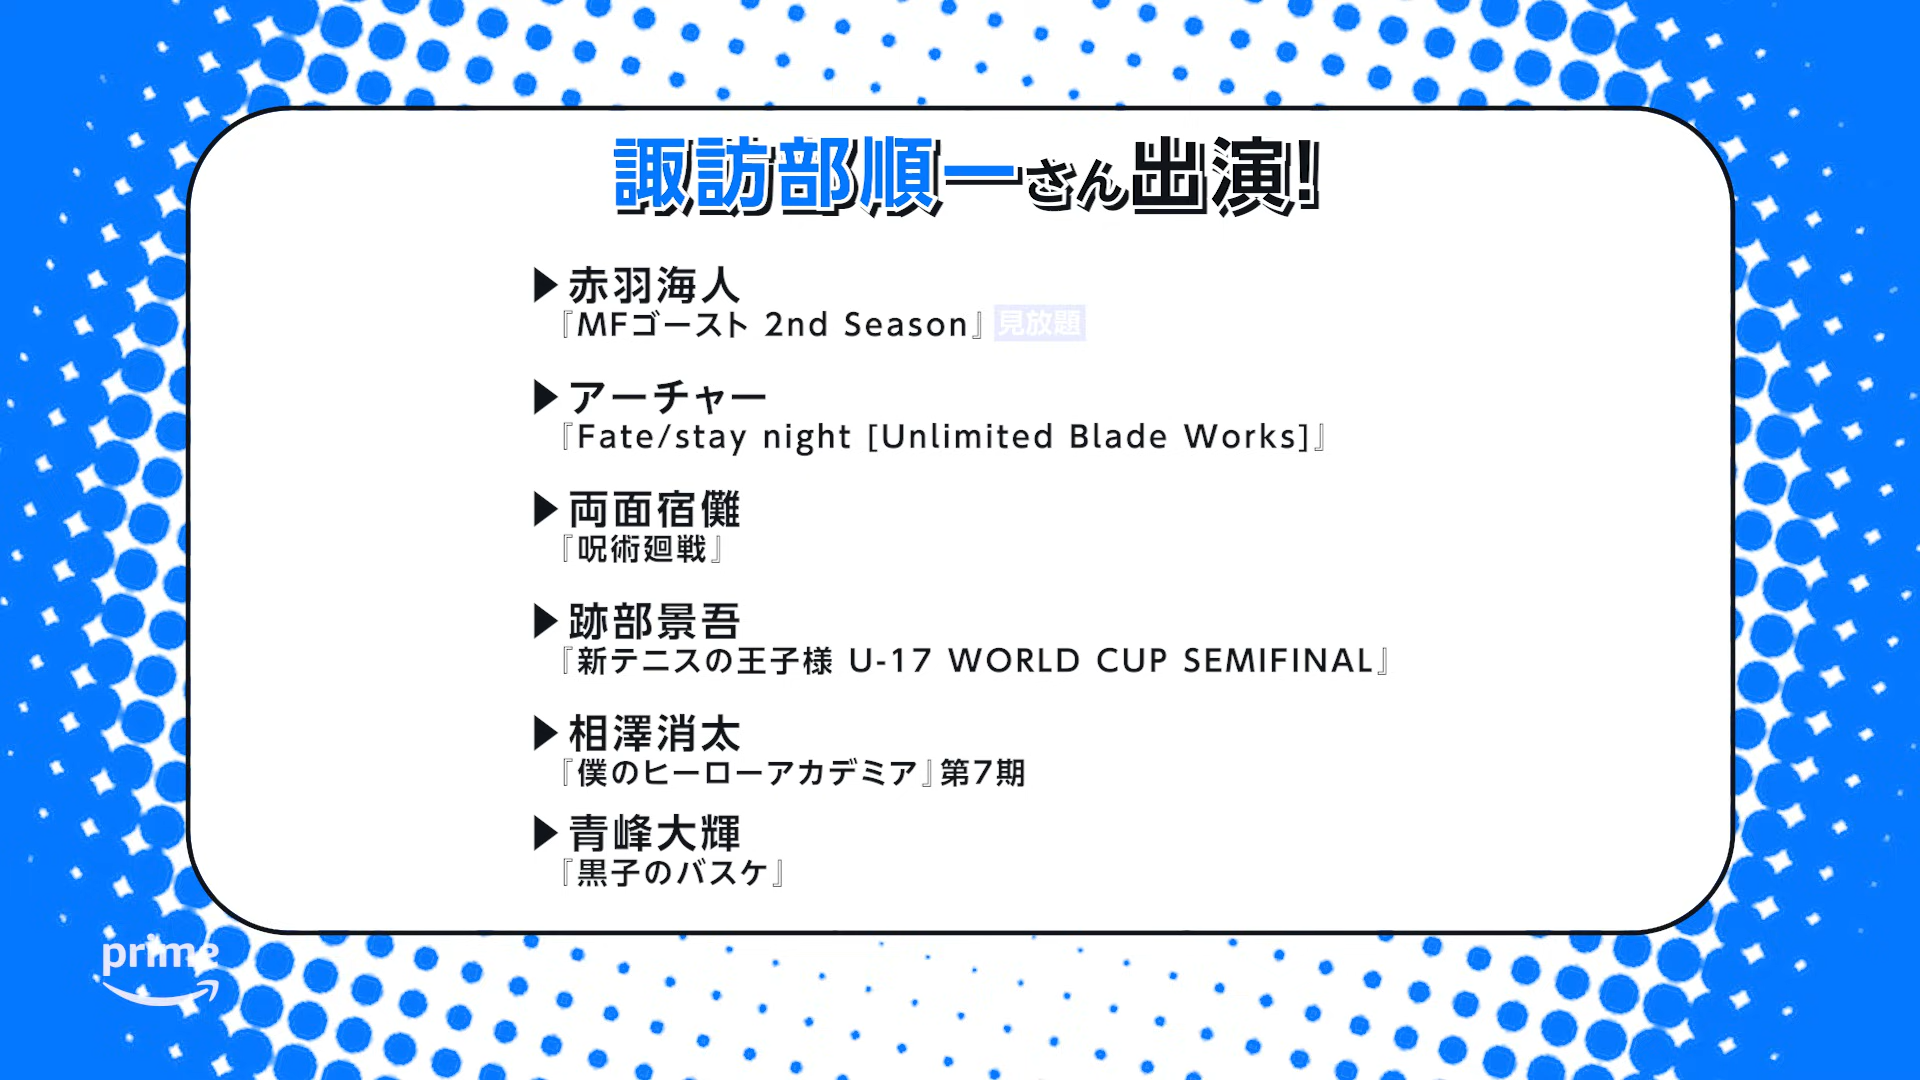 諏訪部順一さん出演!
▶赤羽海人
『MFゴースト 2nd Season』 見放題
▶アーチャー
『Fate/stay night [Unlimited Blade Works]』
▶両面宿儺
『呪術廻戦』
▶跡部景吾
『新テニスの王子様 U-17 WORLD CUP SEMIFINAL』
▶相澤消太
『僕のヒーローアカデミア』第7期
▶青峰大輝
『黒子のバスケ』
prime